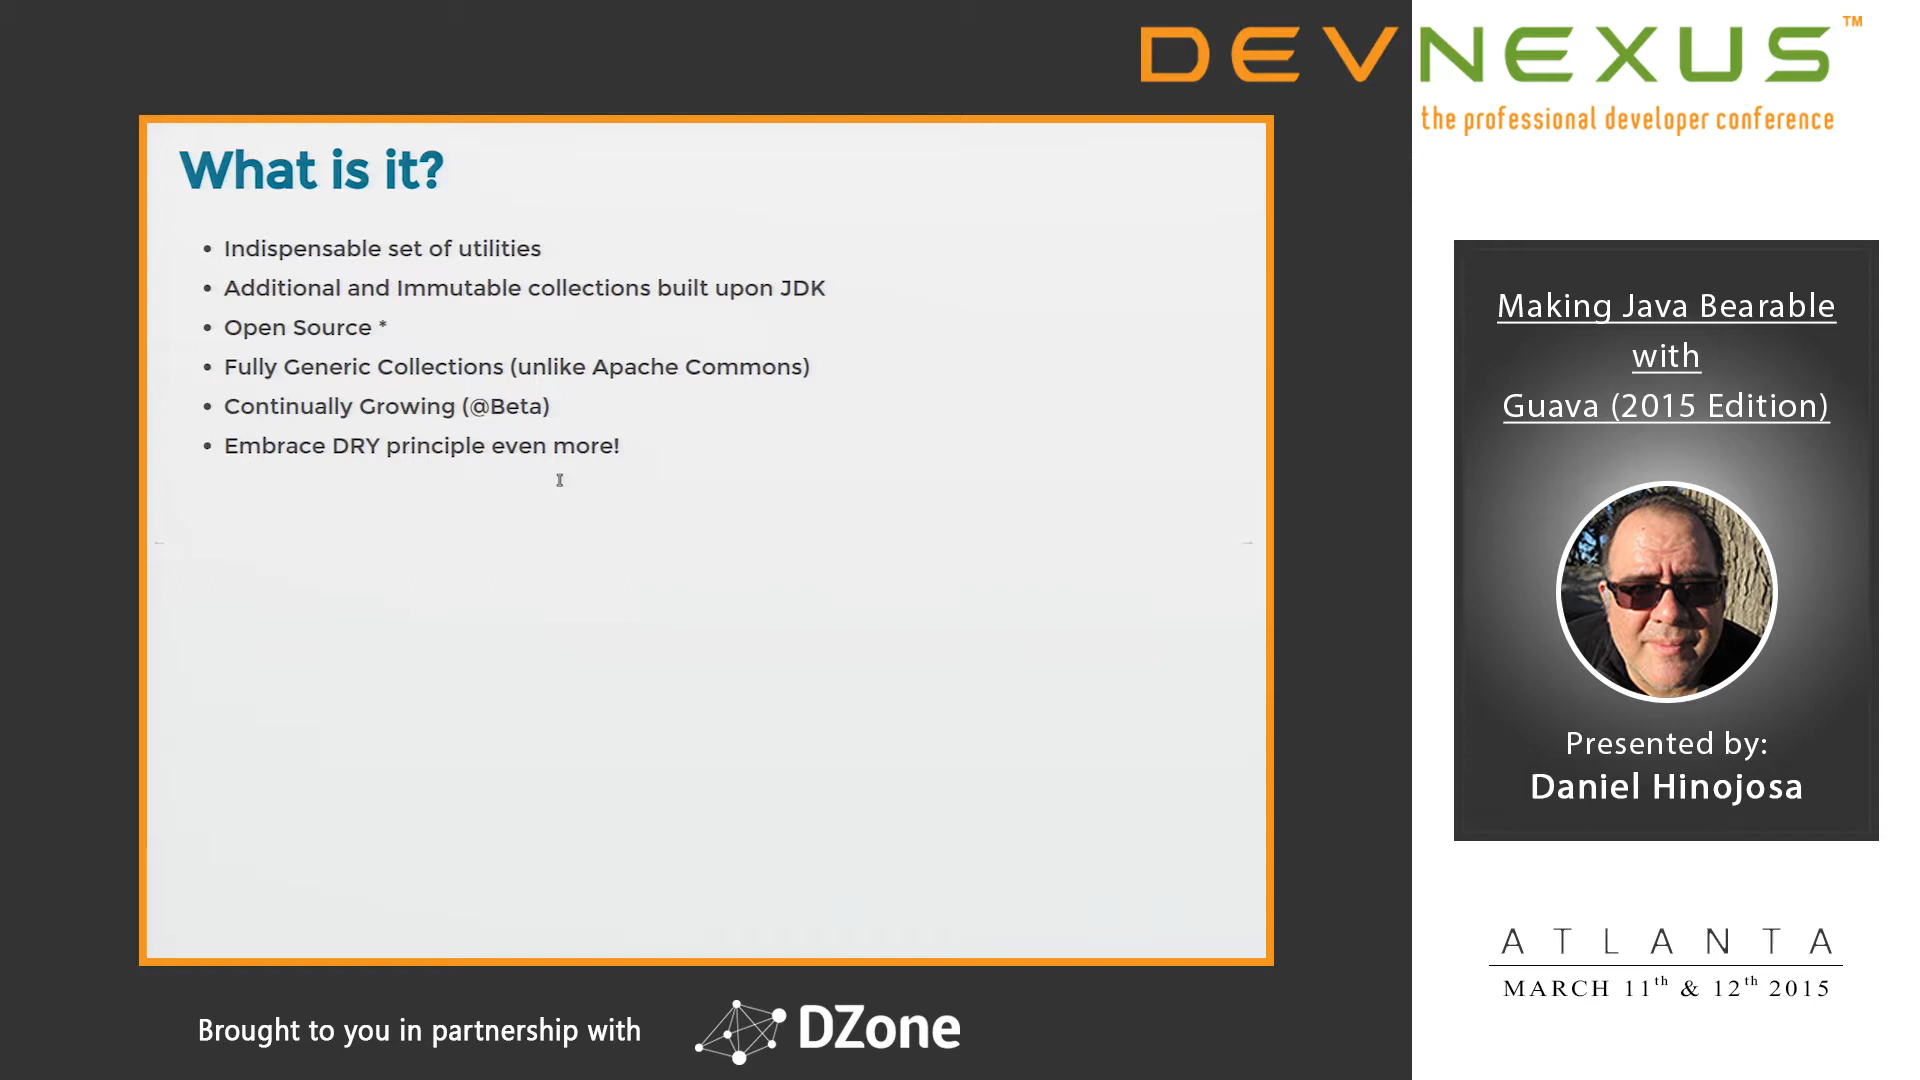 DEVNEXUS™
the professional developer conference
What is it?
• Indispensable set of utilities
• Additional and Immutable collections built upon JDK
• Open Source *
• Fully Generic Collections (unlike Apache Commons)
• Continually Growing (@Beta)
• Embrace DRY principle even more!
Making Java Bearable
with
Guava (2015 Edition)
Presented by:
Daniel Hinojosa
ATLANTA
MARCH 11th & 12th 2015
Brought to you in partnership with
DZone